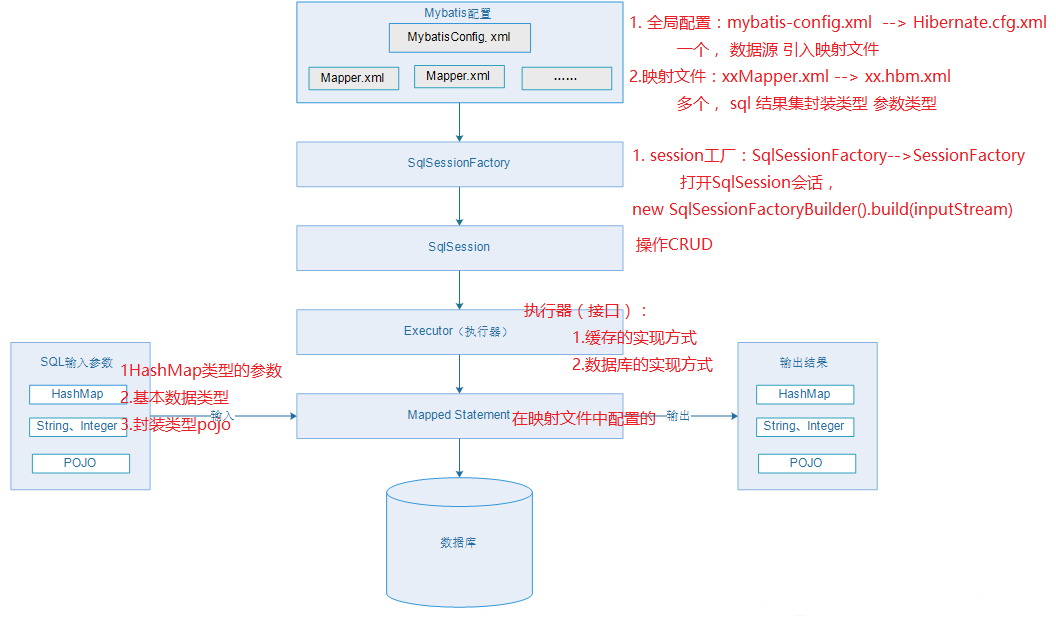 Mybatis配置
MybatisConfig. xml
Mapper.xml
Mapper.xml
......
1. 全局配置：mybatis-config.xml --> Hibernate.cfg.xml
一个， 数据源 引入映射文件
2.映射文件：xxMapper.xml --> xx.hbm.xml
多个， sql 结果集封装类型 参数类型
SqlSessionFactory
1. session工厂：SqlSessionFactory-->SessionFactory
打开SqlSession会话，
new SqlSessionFactoryBuilder().build(inputStream)
SqlSession
操作CRUD
Executor（执行器）
执行器（接口）：
1.缓存的实现方式
2.数据库的实现方式
SQL输入参数
HashMap
String、Integer
POJO
1HashMap类型的参数
2.基本数据类型
3.封装类型pojo
输入
Mapped Statement
在映射文件中配置的
输出
输出结果
HashMap
String、Integer
POJO
数据库